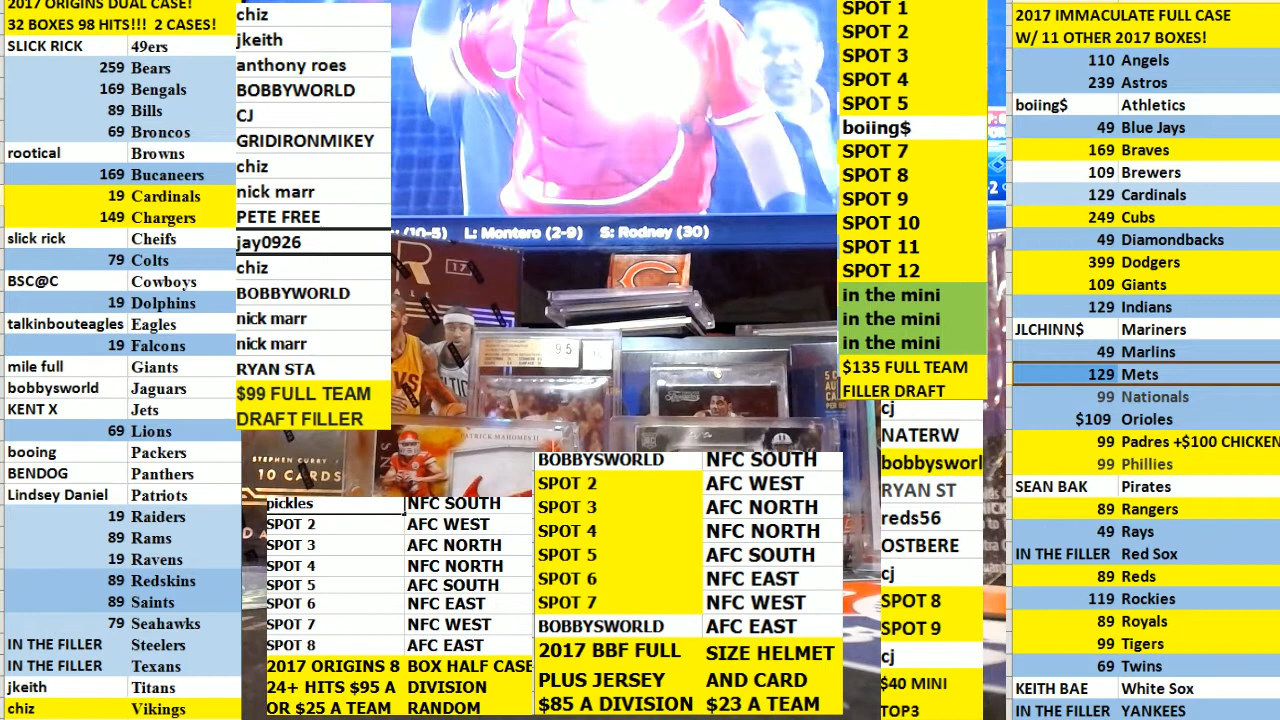 2017 ORIGINS DUAL CASE!
32 BOXES 98 HITS!!! 2 CASES!
SLICK RICK 49ers
259 Bears
169 Bengals
89 Bills
69 Broncos
rootical Browns
169 Bucaneers
19 Cardinals
149 Chargers
slick rick Cheifs
79 Colts
BSC@C Cowboys
19 Dolphins
talkinbouteagles Eagles
19 Falcons
mile full Giants
bobbysworld Jaguars
KENT X Jets
69 Lions
booing Packers
BENDOG Panthers
Lindsey Daniel Patriots
19 Raiders
89 Rams
19 Ravens
89 Redskins
89 Saints
79 Seahawks
IN THE FILLER Steelers
IN THE FILLER Texans
jkeith Titans
chiz Vikings
chiz
jkeith
anthony roes
BOBBYWORLD
CJ
GRIDIRONMIKEY
chiz
nick marr
PETE FREE
jay0926
chiz
BOBBYWORLD
nick marr
nick marr
RYAN STA
$99 FULL TEAM
DRAFT FILLER
(10-5) L: Montero (2-9) S: Rodney (30)
17
9.5
STEPHEN CURRY
10 CARDS
PATRICK MAHOMES II
pickles NFC SOUTH
SPOT 2 AFC WEST
SPOT 3 AFC NORTH
SPOT 4 NFC NORTH
SPOT 5 AFC SOUTH
SPOT 6 NFC EAST
SPOT 7 NFC WEST
SPOT 8 AFC EAST
2017 ORIGINS 8 BOX HALF CASE
24+ HITS $95 A DIVISION
OR $25 A TEAM RANDOM
BOBBYSWORLD NFC SOUTH
SPOT 2 AFC WEST
SPOT 3 AFC NORTH
SPOT 4 NFC NORTH
SPOT 5 AFC SOUTH
SPOT 6 NFC EAST
SPOT 7 NFC WEST
BOBBYSWORLD AFC EAST
2017 BBF FULL SIZE HELMET
PLUS JERSEY AND CARD
$85 A DIVISION $23 A TEAM
SPOT 1
SPOT 2
SPOT 3
SPOT 4
SPOT 5
boiing$
SPOT 7
SPOT 8
SPOT 9
SPOT 10
SPOT 11
SPOT 12
in the mini
in the mini
in the mini
$135 FULL TEAM
FILLER DRAFT
cj
NATERW
bobbysworl
RYAN ST
reds56
OSTBERE
cj
SPOT 8
SPOT 9
cj
$40 MINI
TOP3
2017 IMMACULATE FULL CASE
W/ 11 OTHER 2017 BOXES!
110 Angels
239 Astros
boiing$ Athletics
49 Blue Jays
169 Braves
109 Brewers
129 Cardinals
249 Cubs
49 Diamondbacks
399 Dodgers
109 Giants
129 Indians
JLCHINN$ Mariners
49 Marlins
129 Mets
99 Nationals
$109 Orioles
99 Padres +$100 CHICKEN
99 Phillies
SEAN BAK Pirates
89 Rangers
49 Rays
IN THE FILLER Red Sox
89 Reds
119 Rockies
89 Royals
99 Tigers
69 Twins
KEITH BAE White Sox
IN THE FILLER YANKEES